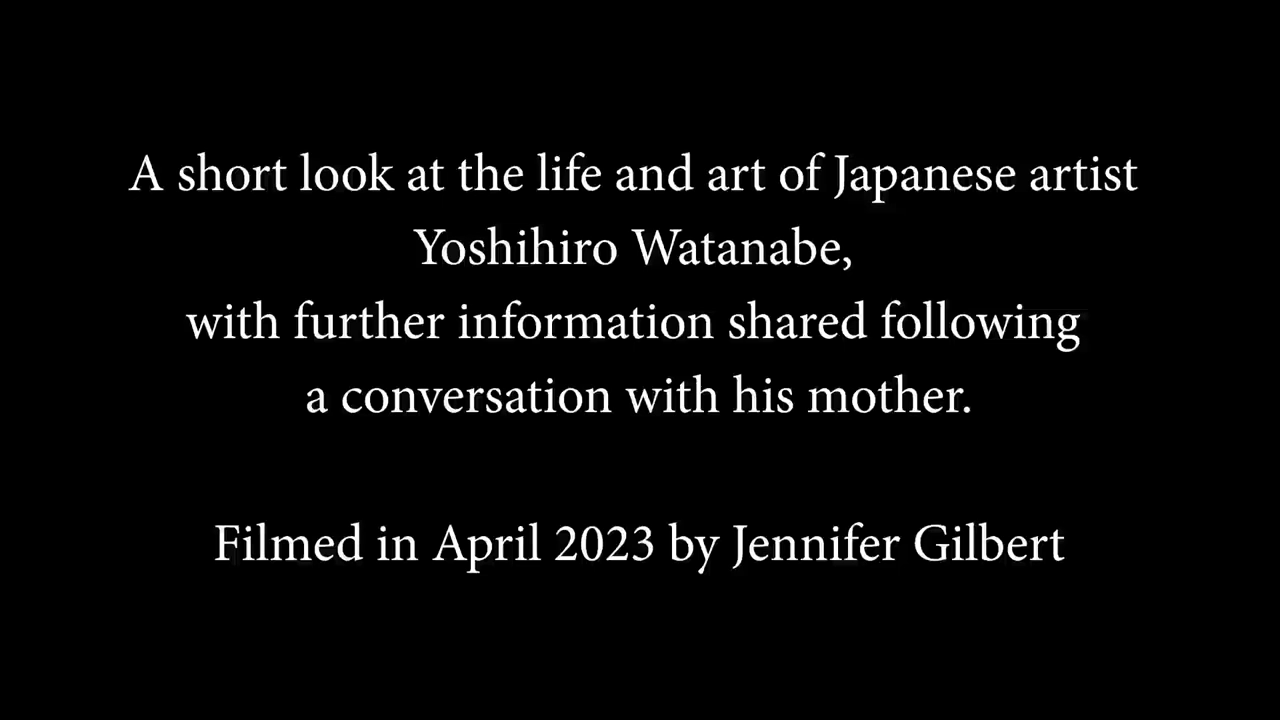 A short look at the life and art of Japanese artist
Yoshihiro Watanabe,
with further information shared following
a conversation with his mother.
Filmed in April 2023 by Jennifer Gilbert